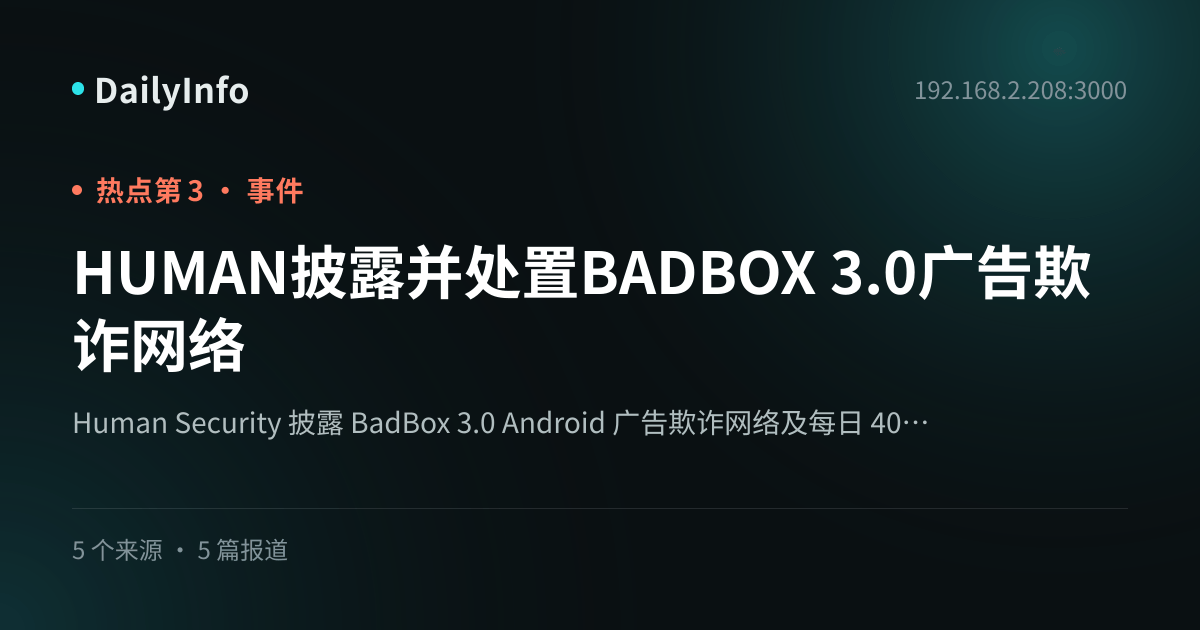 DailyInfo
192.168.2.208:3000
热点第 3 · 事件
HUMAN披露并处置BADBOX 3.0广告欺
诈网络
Human Security 披露 BadBox 3.0 Android 广告欺诈网络及每日 40…
5 个来源 · 5 篇报道